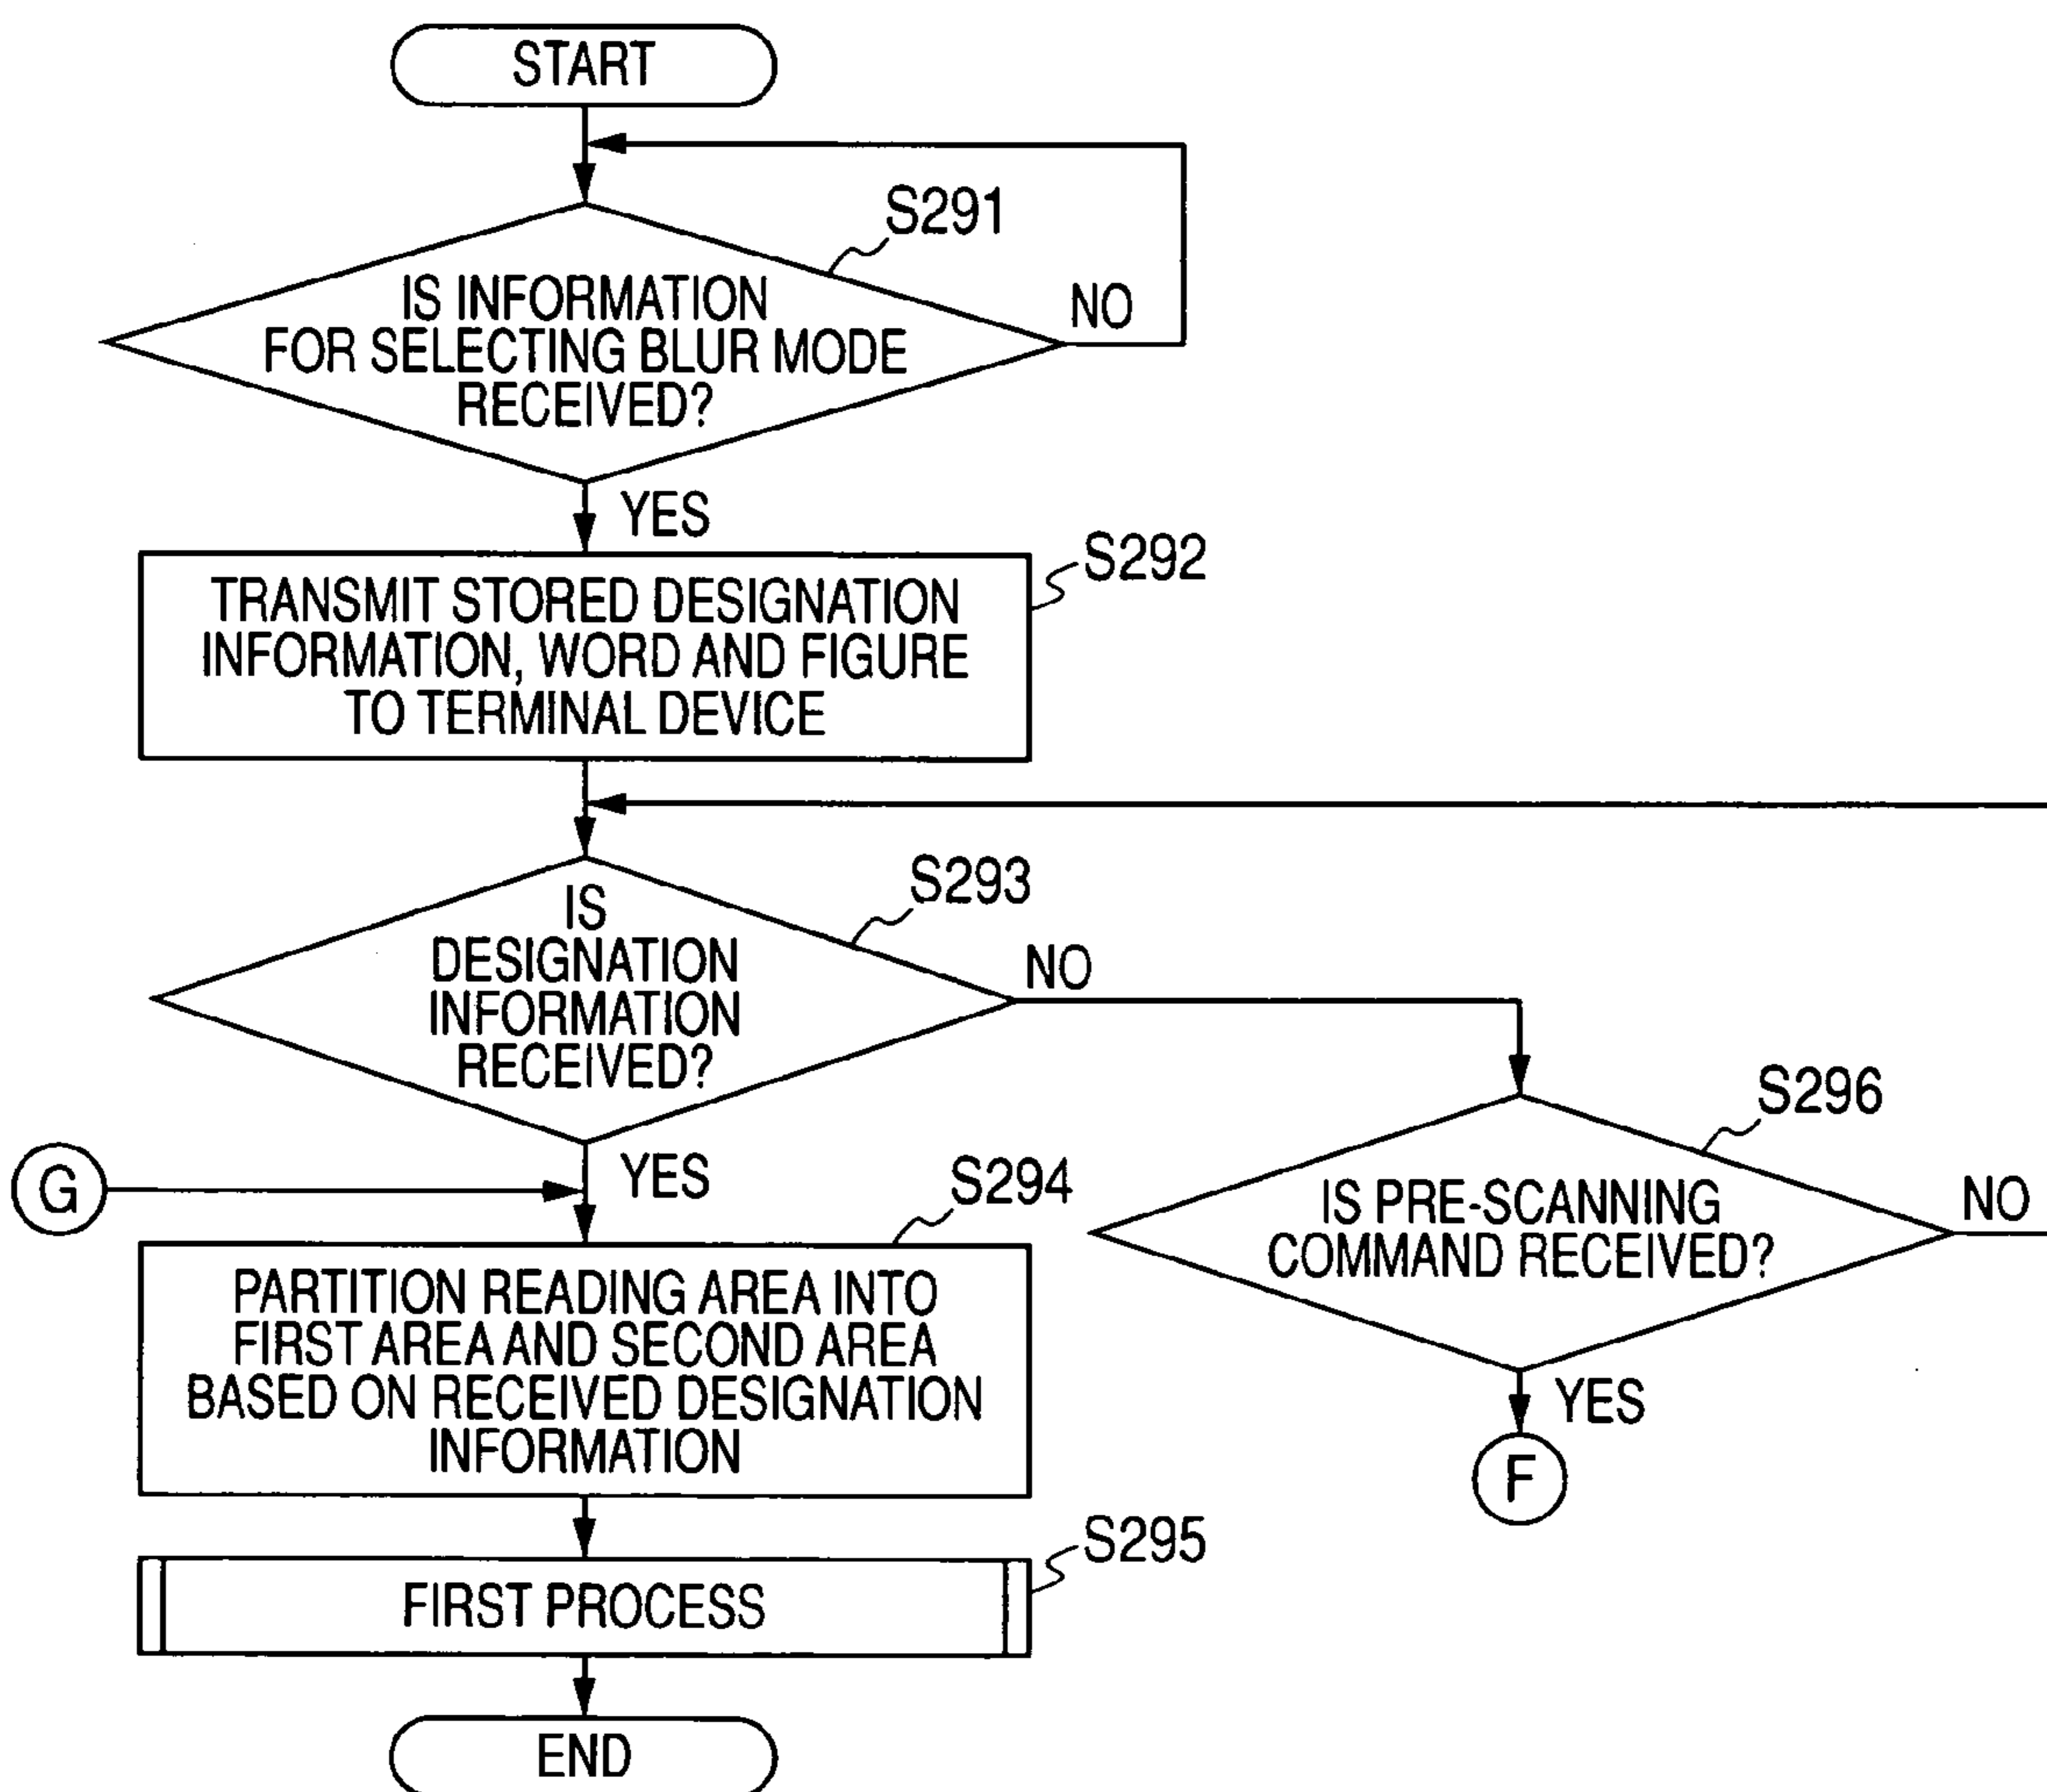 START
S291
IS INFORMATION
FOR SELECTING BLUR MODE
RECEIVED?
NO
YES
S292
TRANSMIT STORED DESIGNATION
INFORMATION, WORD AND FIGURE
TO TERMINAL DEVICE
S293
IS
DESIGNATION
INFORMATION
RECEIVED?
NO
S296
IS PRE-SCANNING
COMMAND RECEIVED?
NO
YES
F
G
YES
S294
PARTITION READING AREA INTO
FIRST AREA AND SECOND AREA
BASED ON RECEIVED DESIGNATION
INFORMATION
S295
FIRST PROCESS
END